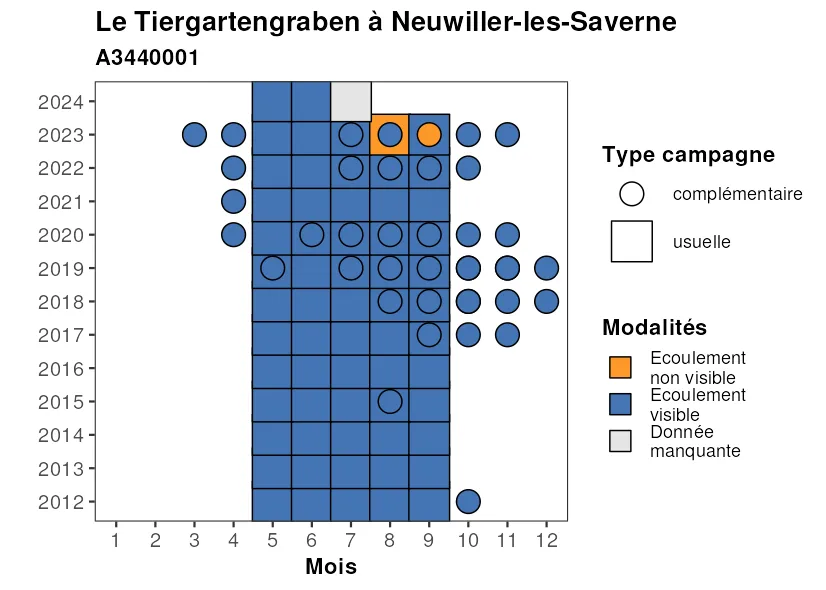 Le Tiergartengraben à Neuwiller-les-Saverne
A3440001
2024
2023
2022
2021
2020
2019
2018
2017
2016
2015
2014
2013
2012
1 2 3 4 5 6 7 8 9 10 11 12
Mois
Type campagne
complémentaire
usuelle
Modalités
Ecoulement
non visible
Ecoulement
visible
Donnée
manquante